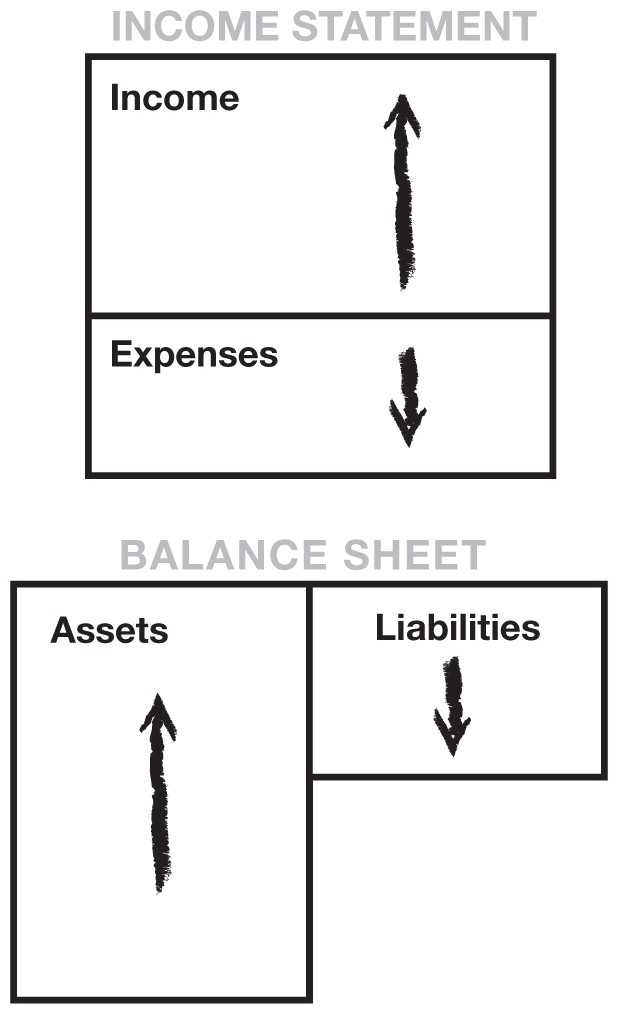 INCOME STATEMENT
Income
Expenses
BALANCE SHEET
Assets
Liabilities